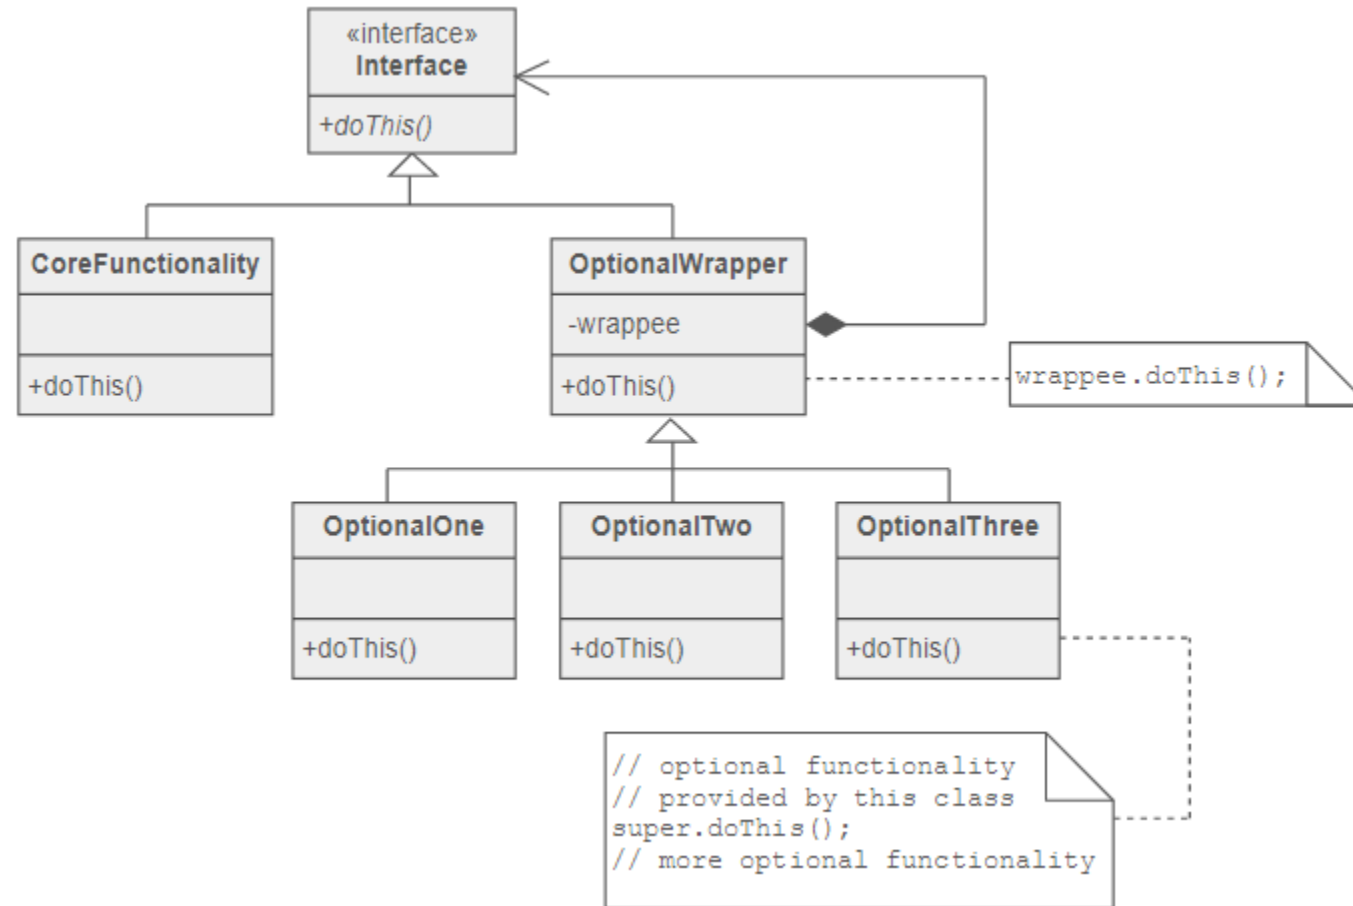 «interface»
Interface
+doThis()
CoreFunctionality
+doThis()
OptionalWrapper
-wrappee
+doThis()
wrappee.doThis();
OptionalOne
+doThis()
OptionalTwo
+doThis()
OptionalThree
+doThis()
// optional functionality
// provided by this class
super.doThis();
// more optional functionality